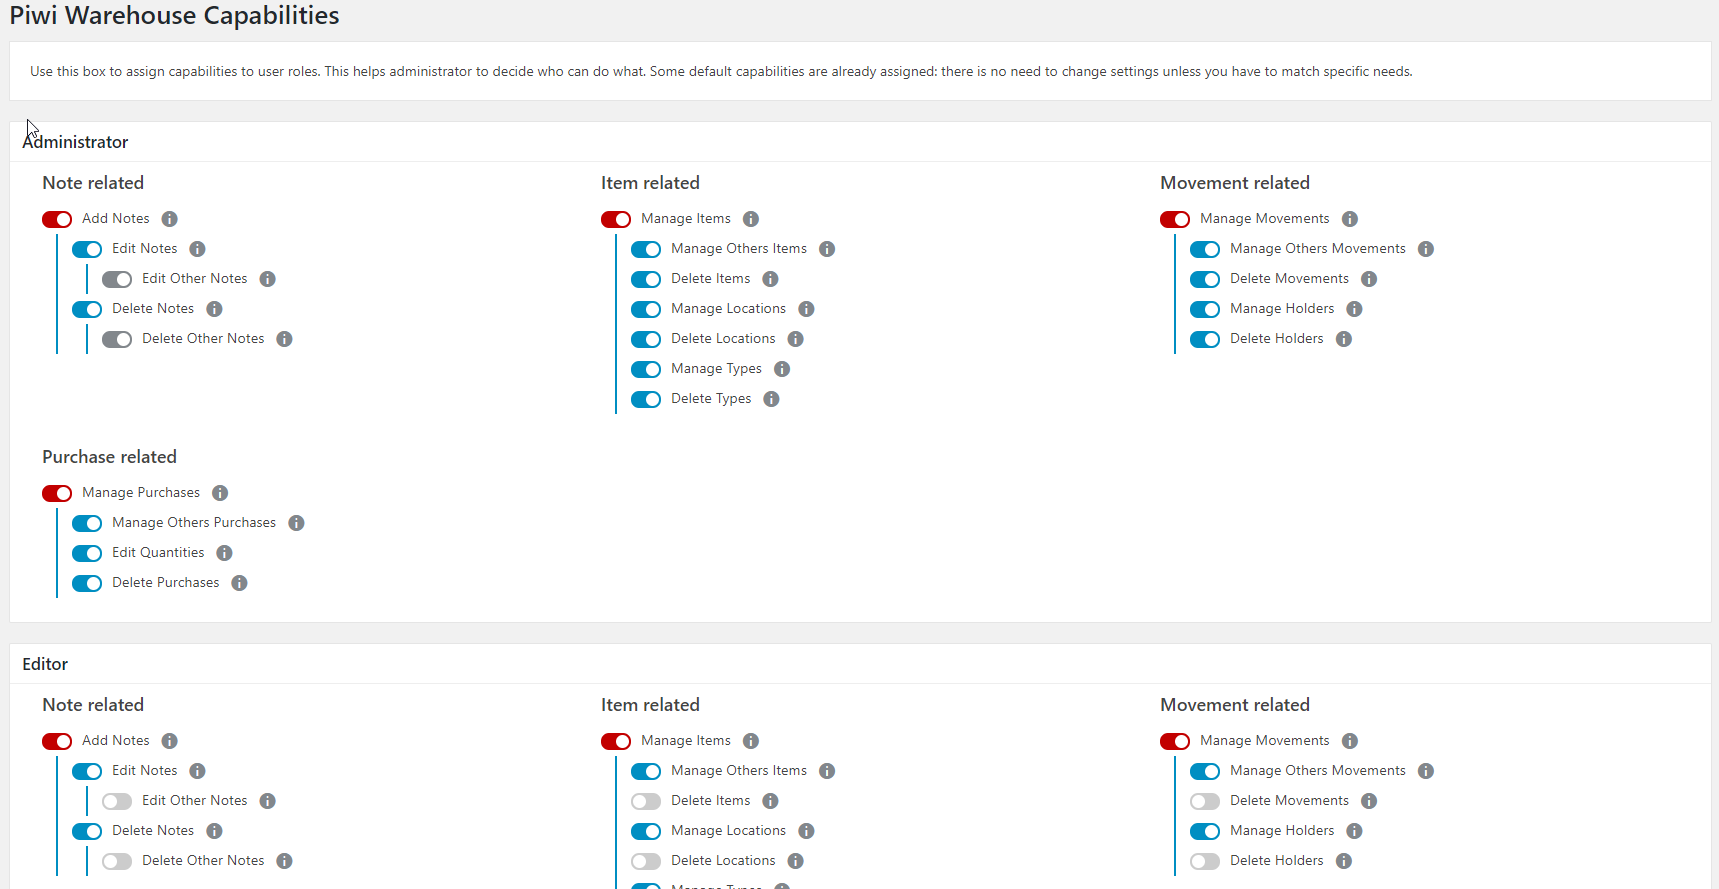 Piwi Warehouse Capabilities
Use this box to assign capabilities to user roles. This helps administrator to decide who can do what. Some default capabilities are already assigned: there is no need to change settings unless you have to match specific needs.
Administrator
Note related
Add Notes
Edit Notes
Edit Other Notes
Delete Notes
Delete Other Notes
Item related
Manage Items
Manage Others Items
Delete Items
Manage Locations
Delete Locations
Manage Types
Delete Types
Movement related
Manage Movements
Manage Others Movements
Delete Movements
Manage Holders
Delete Holders
Purchase related
Manage Purchases
Manage Others Purchases
Edit Quantities
Delete Purchases
Editor
Note related
Add Notes
Edit Notes
Edit Other Notes
Delete Notes
Delete Other Notes
Item related
Manage Items
Manage Others Items
Delete Items
Manage Locations
Delete Locations
Manage Types
Movement related
Manage Movements
Manage Others Movements
Delete Movements
Manage Holders
Delete Holders